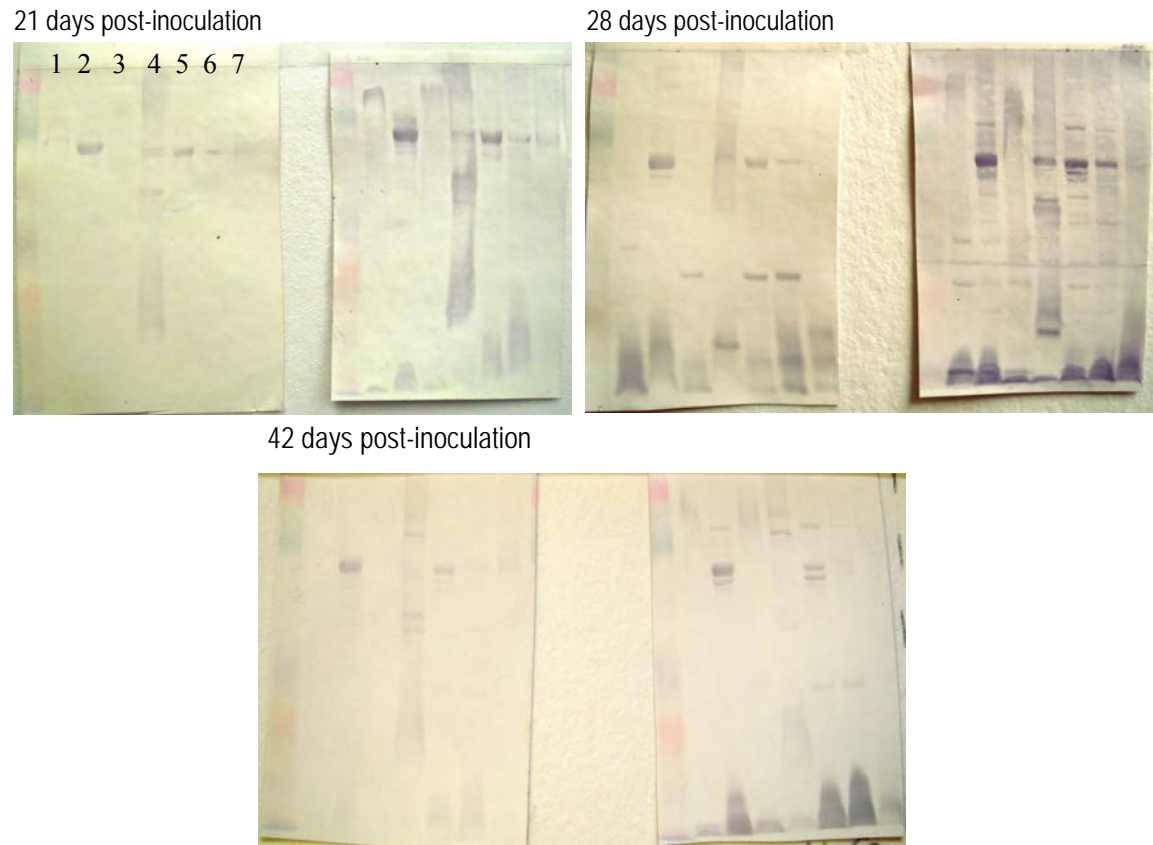 21 days post-inoculation
28 days post-inoculation
1 2 3 4 5 6 7
42 days post-inoculation